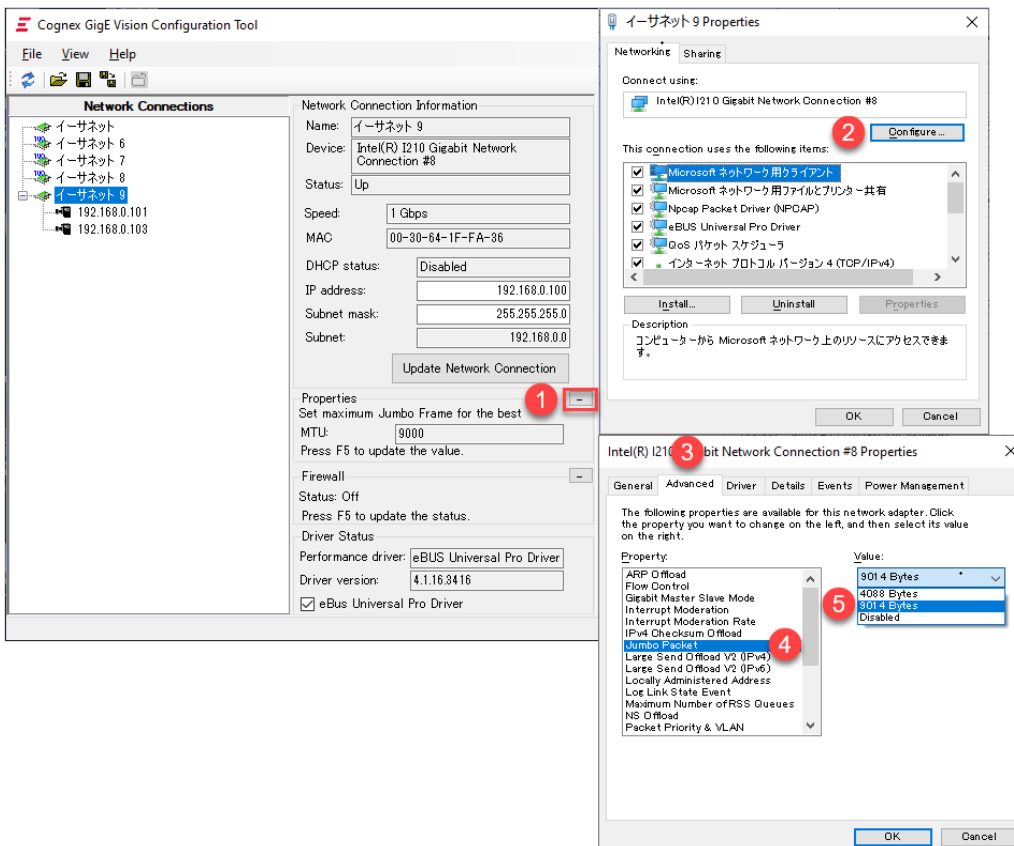 Cognex GigE Vision Configuration Tool
File View Help
Network Connections
イーサネット
イーサネット 6
イーサネット 7
イーサネット 8
イーサネット 9
192.168.0.101
192.168.0.103
Network Connection Information
Name: イーサネット 9
Device: Intel(R) I210 Gigabit Network
Connection #8
Status: Up
Speed: 1 Gbps
MAC 00-30-64-1F-FA-36
DHCP status: Disabled
IP address: 192.168.0.100
Subnet mask: 255.255.255.0
Subnet: 192.168.0.0
Update Network Connection
Properties 1 -
Set maximum Jumbo Frame for the best
MTU: 9000
Press F5 to update the value.
Firewall -
Status: Off
Press F5 to update the status.
Driver Status
Performance driver: eBUS Universal Pro Driver
Driver version: 4.1.16.3416
eBus Universal Pro Driver
イーサネット 9 Properties
Networking Sharing
Connect using:
Intel(R) I210 Gigabit Network Connection #8
2 Configure...
This connection uses the following items:
Microsoft ネットワーク用クライアント
Microsoft ネットワーク用ファイルとプリンター共有
Npcap Packet Driver (NPCAP)
eBUS Universal Pro Driver
QoS パケット スケジューラ
インターネット プロトコル バージョン 4 (TCP/IPv4)
Install... Uninstall Properties
Description
コンピューターから Microsoft ネットワーク上のリソースにアクセスできま
す。
OK Cancel
Intel(R) I21 3 bit Network Connection #8 Properties
General Advanced Driver Details Events Power Management
The following properties are available for this network adapter. Click
the property you want to change on the left, and then select its value
on the right.
Property: Value:
ARP Offload
Flow Control
Gigabit Master Slave Mode
Interrupt Moderation
Interrupt Moderation Rate
IPv4 Checksum Offload
Jumbo Packet 4
Large Send Offload V2 (IPv4)
Large Send Offload V2 (IPv6)
Locally Administered Address
Log Link State Event
Maximum Number of RSS Queues
NS Offload
Packet Priority & VLAN
9014 Bytes
4088 Bytes
5 9014 Bytes
Disabled
OK Cancel